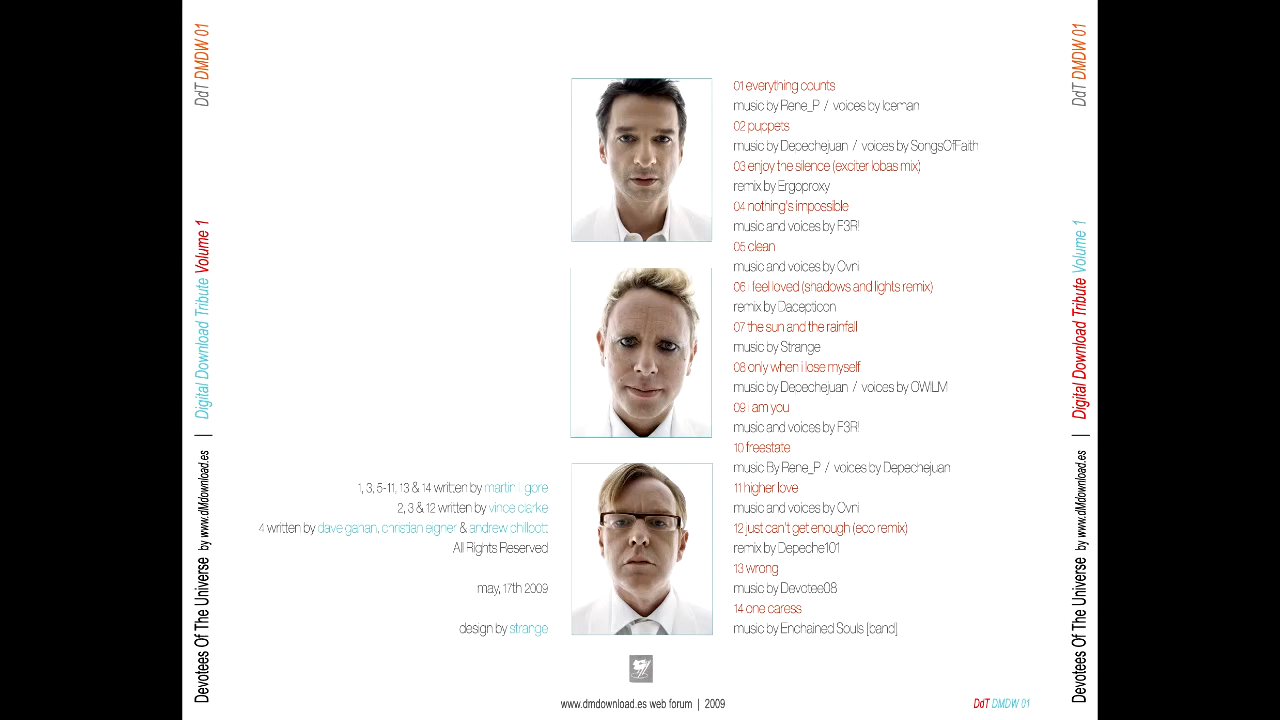 DdT DMDW 01
Digital Download Tribute Volume 1
Devotees Of The Universe by www.dMdownload.es |
01 everything counts
music by Rene_P / voices by Iceman
02 puppets
music by Depechejuan / voices by SongsOfFaith
03 enjoy the silence (exciter lobas mix)
remix by Ergoproxy
04 nothing's impossible
music and voices by F3R!
05 clean
music and voices by Ovni
06 i feel loved (shadows and lights remix)
remix by Dacepticon
07 the sun and the rainfall
music by Strange
08 only when i lose myself
music by Depechejuan / voices by OWLM
09 i am you
music and voices by F3R!
10 freestate
music By Rene_P / voices by Depechejuan
11 higher love
music and voices by Ovni
12 just can't get enough (eco remix)
remix by Depeche101
13 wrong
music by Devotee08
14 one caress
music by Enchained Souls [band]
1, 3, 5-11, 13 & 14 written by martin l. gore
2, 3 & 12 written by vince clarke
4 written by dave gahan, christian eigner & andrew phillpott
All Rights Reserved
may, 17th 2009
design by strange
www.dmdownload.es web forum | 2009
DdT DMDW 01
DdT DMDW 01
Digital Download Tribute Volume 1
Devotees Of The Universe by www.dMdownload.es |